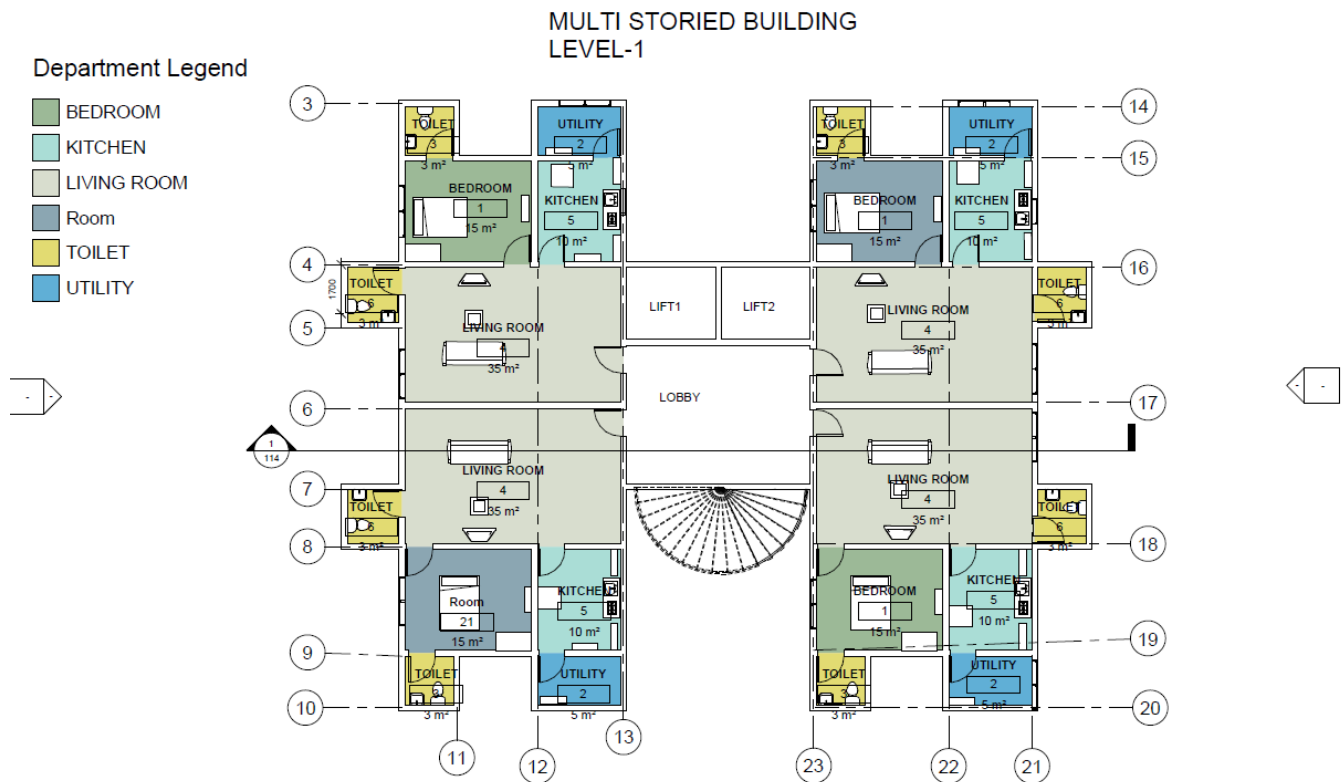 MULTI STORIED BUILDING
LEVEL-1
Department Legend
BEDROOM
KITCHEN
LIVING ROOM
Room
TOILET
UTILITY
3
4
5
6
7
8
9
10
1700
1
114
TOILET
3
3 m²
UTILITY
2
5 m²
BEDROOM
1
15 m²
KITCHEN
5
10 m²
TOILET
6
3 m²
LIVING ROOM
4
35 m²
LIVING ROOM
4
35 m²
TOILET
6
3 m²
Room
21
15 m²
KITCHEN
5
10 m²
TOILET
3
3 m²
UTILITY
2
5 m²
LIFT1
LIFT2
LOBBY
TOILET
3
3 m²
UTILITY
2
5 m²
BEDROOM
1
15 m²
KITCHEN
5
10 m²
LIVING ROOM
4
35 m²
TOILET
6
3 m²
LIVING ROOM
4
35 m²
TOILET
6
3 m²
BEDROOM
1
15 m²
KITCHEN
5
10 m²
TOILET
3
3 m²
UTILITY
2
5 m²
14
15
16
17
18
19
20
11
12
13
23
22
21